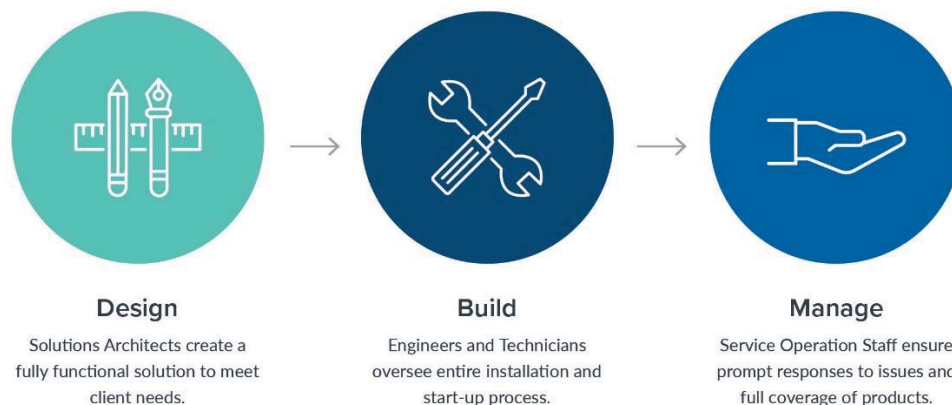 Design
Solutions Architects create a
fully functional solution to meet
client needs.
Build
Engineers and Technicians
oversee entire installation and
start-up process.
Manage
Service Operation Staff ensure
prompt responses to issues and
full coverage of products.